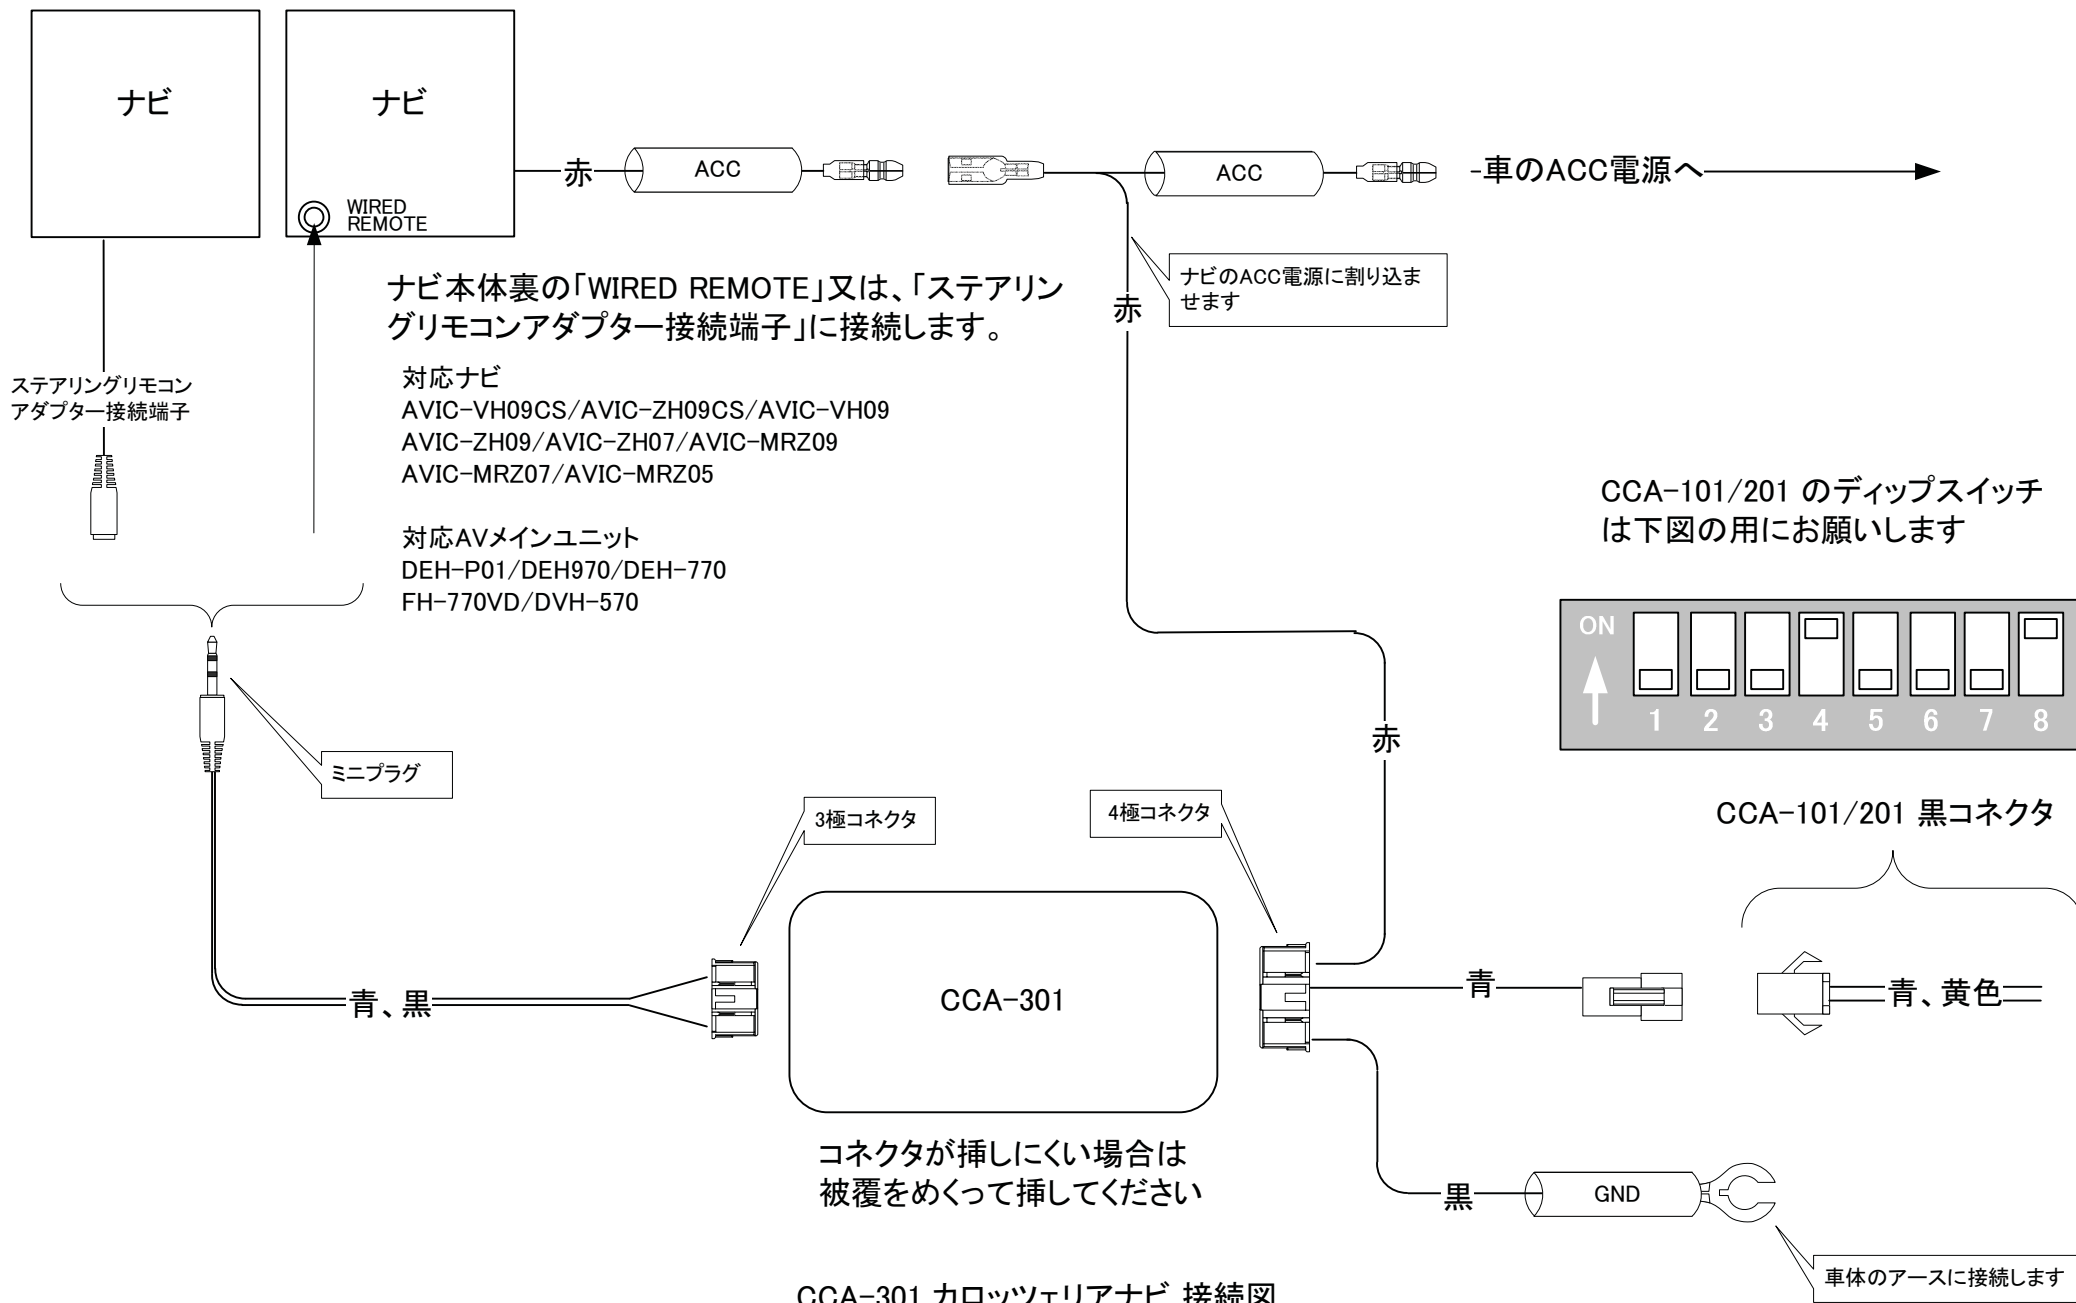 ナビ
ナビ
WIRED
REMOTE
赤
ACC
ACC
-車のACC電源へ
ナビのACC電源に割り込ま
せます
赤
ナビ本体裏の「WIRED REMOTE」又は、「ステアリン
グリモコンアダプター接続端子」に接続します。
ステアリングリモコン
アダプター接続端子
対応ナビ
AVIC-VH09CS/AVIC-ZH09CS/AVIC-VH09
AVIC-ZH09/AVIC-ZH07/AVIC-MRZ09
AVIC-MRZ07/AVIC-MRZ05
対応AVメインユニット
DEH-P01/DEH970/DEH-770
FH-770VD/DVH-570
CCA-101/201 のディップスイッチ
は下図の用にお願いします
ON
1 2 3 4 5 6 7 8
赤
ミニプラグ
3極コネクタ
4極コネクタ
CCA-101/201 黒コネクタ
青、黒
CCA-301
青
青、黄色
コネクタが挿しにくい場合は
被覆をめくって挿してください
黒
GND
車体のアースに接続します
CCA-301 カロッツェリアナビ 接続図